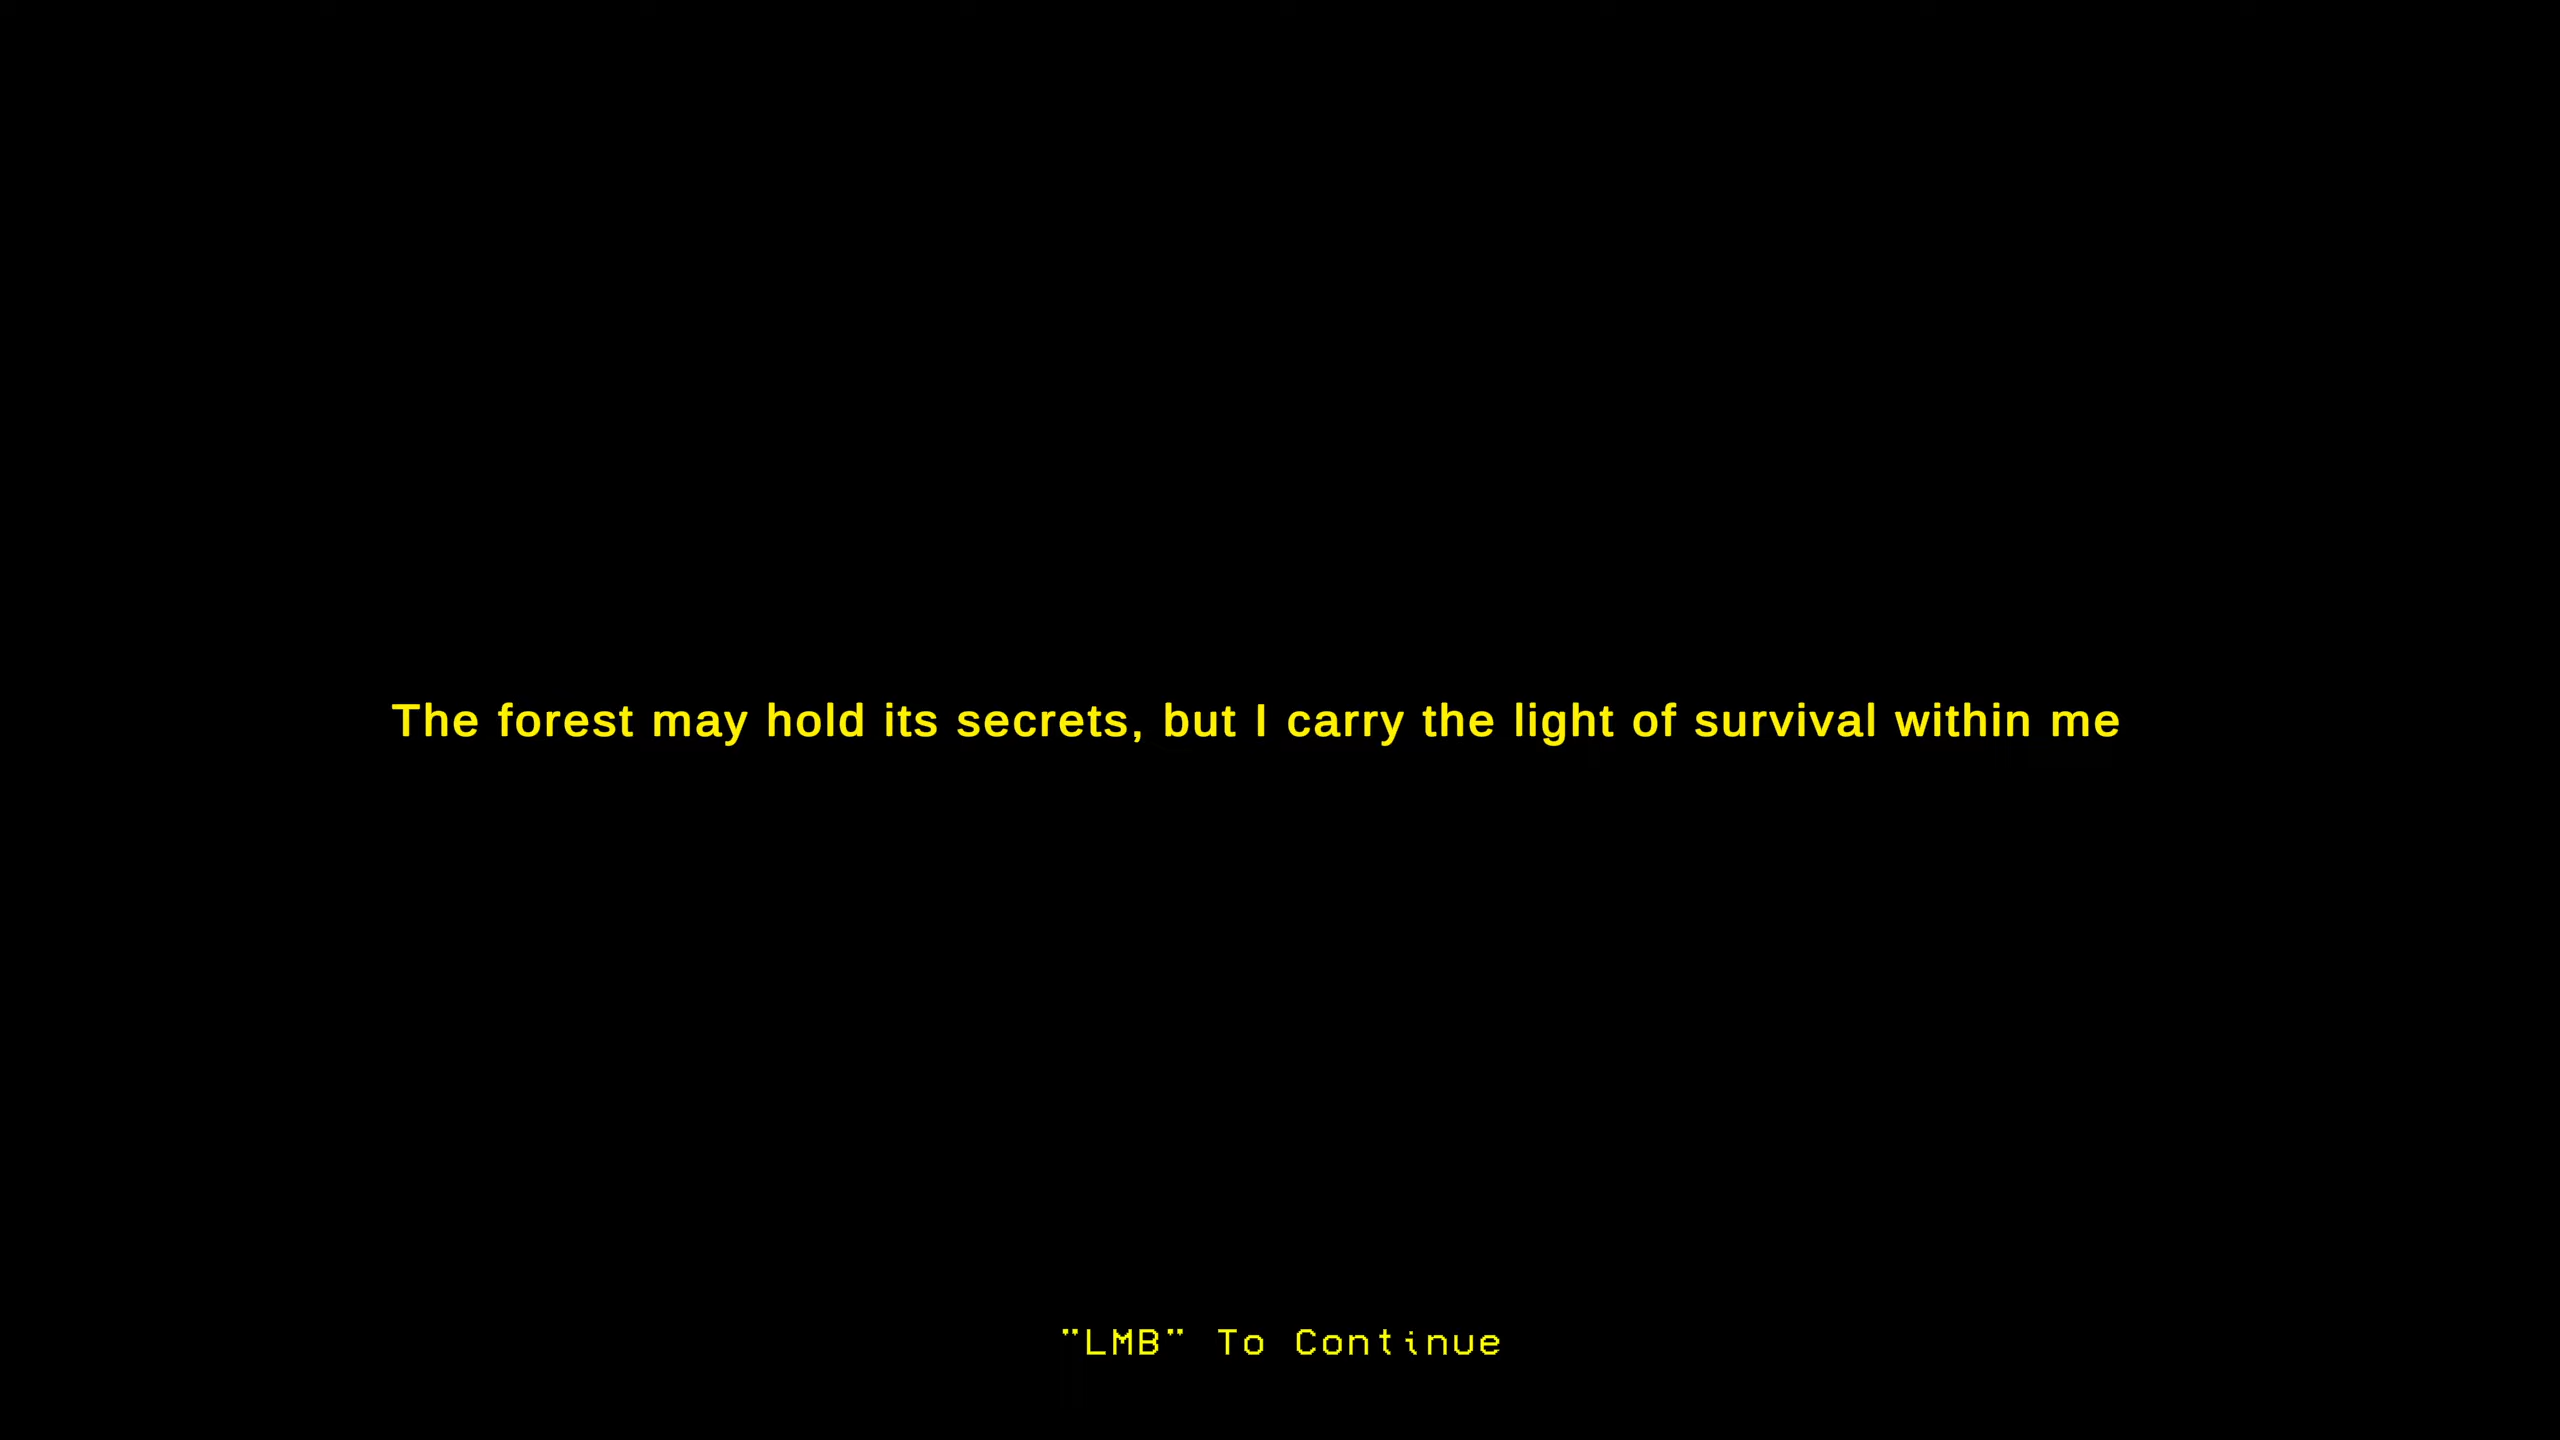 The forest may hold its secrets, but I carry the light of survival within me
"LMB" To Continue